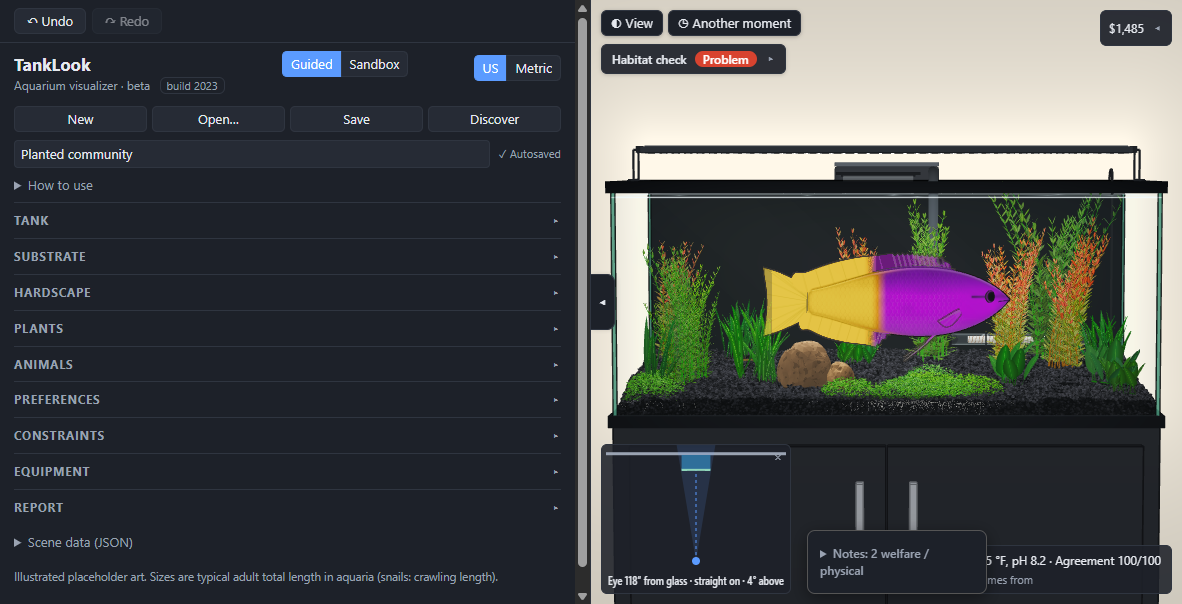 Undo
Redo
TankLook
Aquarium visualizer · beta
build 2023
Guided
Sandbox
US
Metric
New
Open...
Save
Discover
Planted community
✓ Autosaved
How to use
TANK
SUBSTRATE
HARDSCAPE
PLANTS
ANIMALS
PREFERENCES
CONSTRAINTS
EQUIPMENT
REPORT
Scene data (JSON)
Illustrated placeholder art. Sizes are typical adult total length in aquaria (snails: crawling length).
View
Another moment
$1,485
Habitat check
Problem
Eye 118" from glass · straight on · 4° above
Notes: 2 welfare /
physical
°F, pH 8.2 · Agreement 100/100
mes from